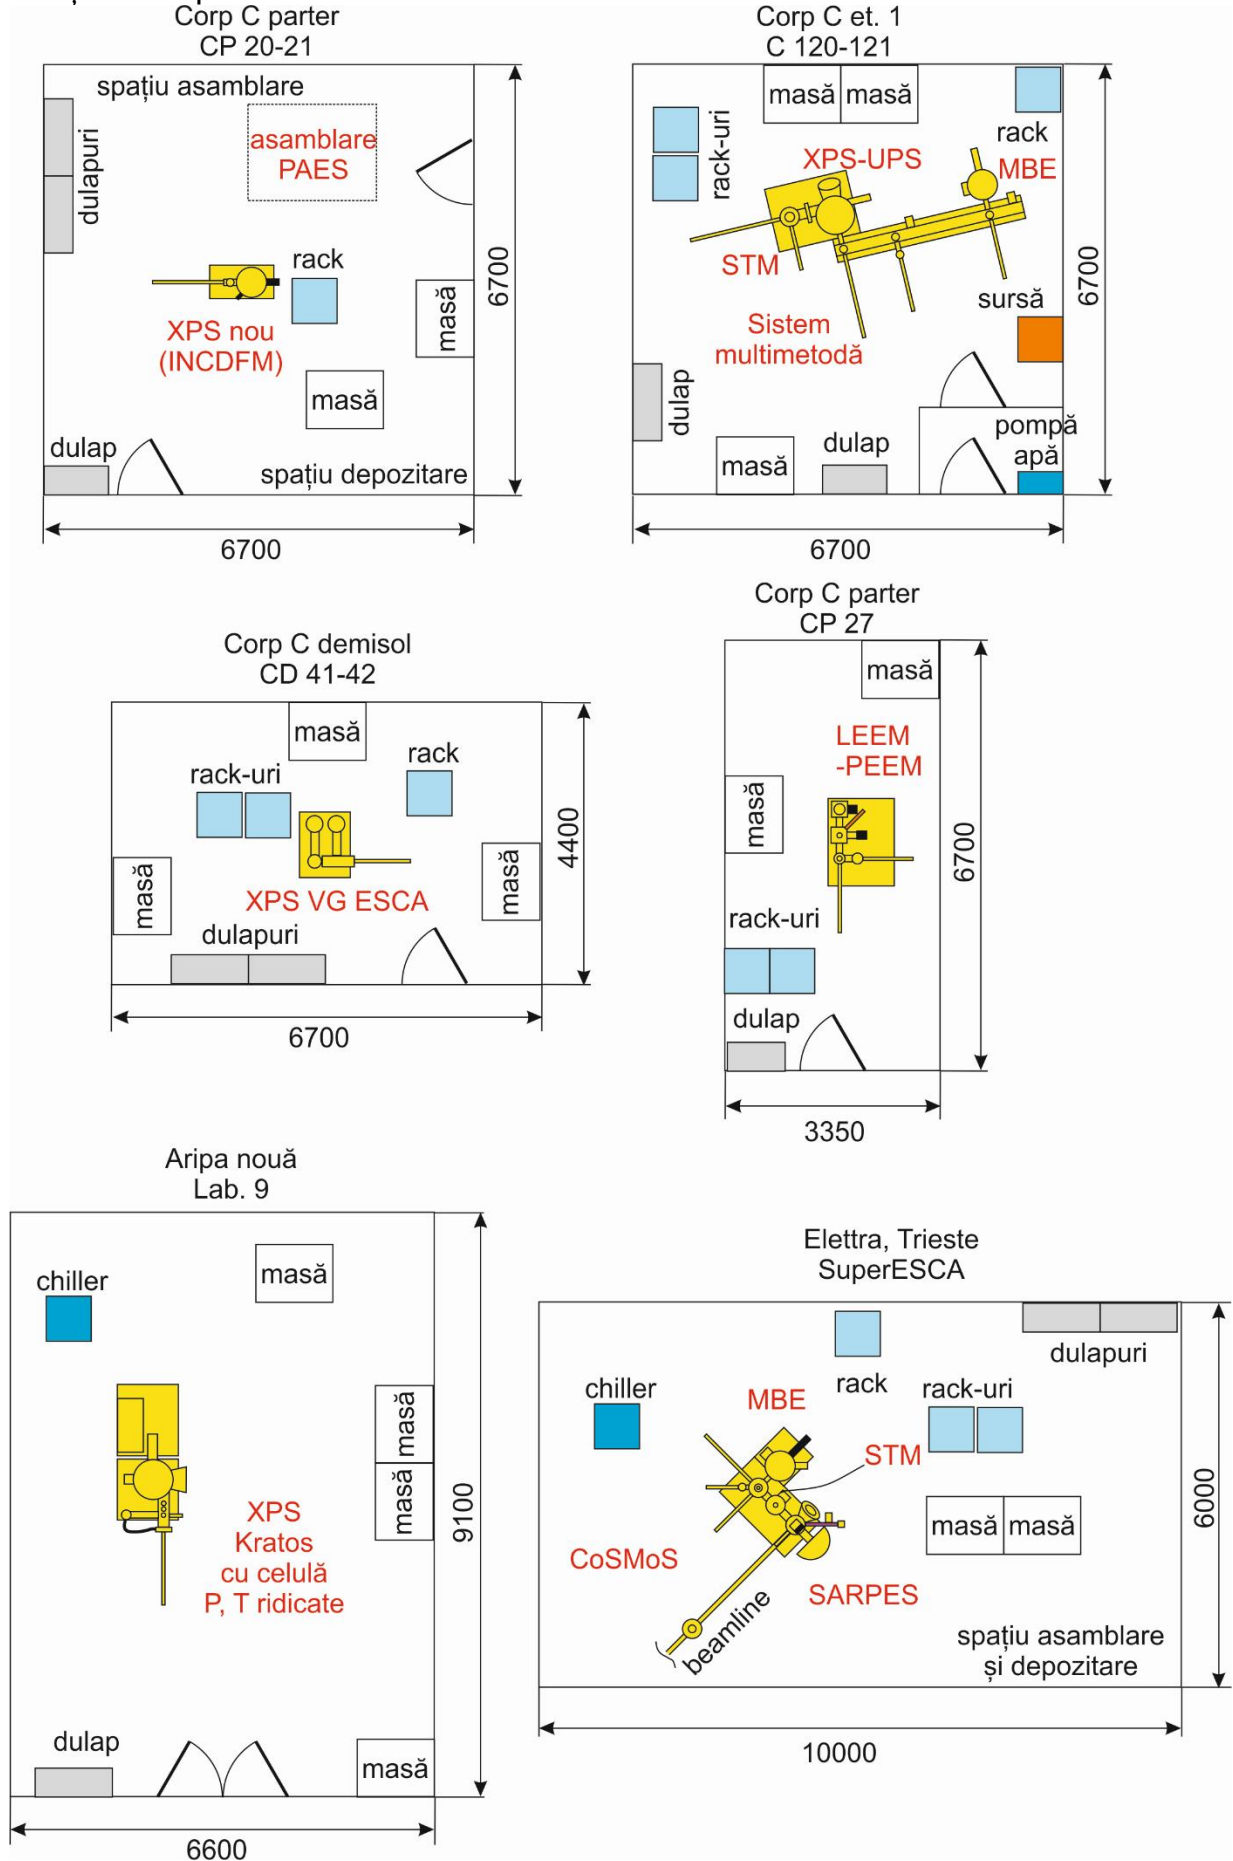 Corp C parter
CP 20-21
spațiu asamblare
dulapuri
asamblare
PAES
rack
XPS nou
(INCDFM)
masă
masă
dulap
spațiu depozitare
6700
6700
Corp C et. 1
C 120-121
masă masă
rack-uri
rack
XPS-UPS
MBE
STM
Sistem
multimetodă
sursă
dulap
masă
dulap
pompă
apă
6700
6700
Corp C demisol
CD 41-42
masă
rack-uri
rack
masă
masă
XPS VG ESCA
dulapuri
4400
6700
Corp C parter
CP 27
masă
LEEM
-PEEM
masă
rack-uri
dulap
6700
3350
Aripa nouă
Lab. 9
masă
chiller
masă
masă
XPS
Kratos
cu celulă
P, T ridicate
dulap
masă
9100
6600
Elettra, Trieste
SuperESCA
dulapuri
rack
chiller
MBE
rack-uri
STM
masă masă
CoSMoS
SARPES
beamline
spațiu asamblare
și depozitare
6000
10000